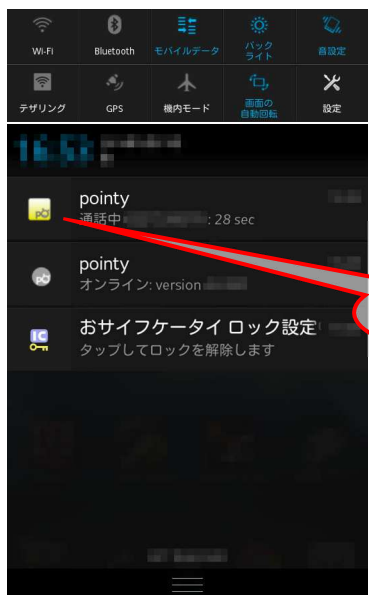 Wi-Fi Bluetooth モバイルデータ バック
ライト 音設定
テザリング GPS 機内モード 画面の
自動回転 設定
16:53
pointy
通話中 : 28 sec
pointy
オンライン: version
IC
おサイフケータイ ロック設定
タップしてロックを解除します